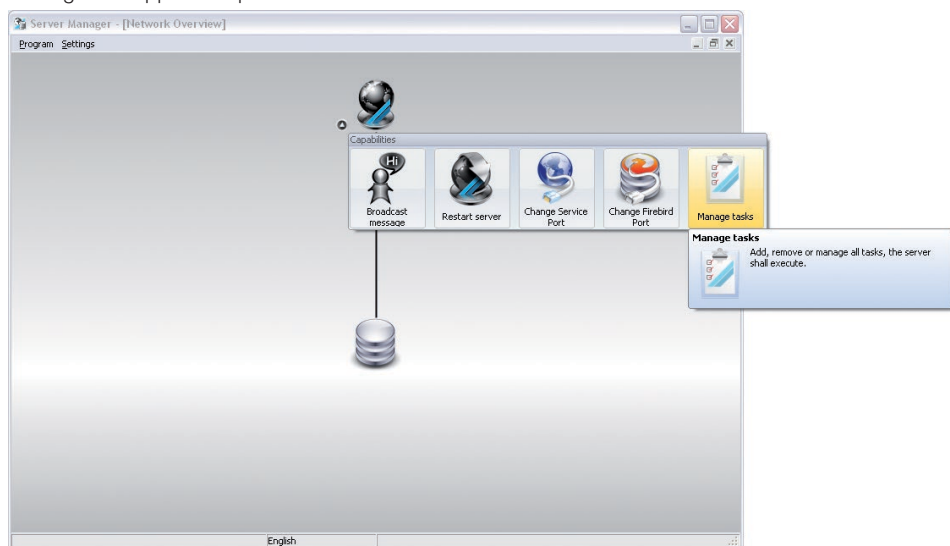 Server Manager - [Network Overview]
Program Settings
Capabilities
Hi
Broadcast message
Restart server
Change Service Port
Change Firebird Port
Manage tasks
Manage tasks
Add, remove or manage all tasks, the server
shall execute.
English